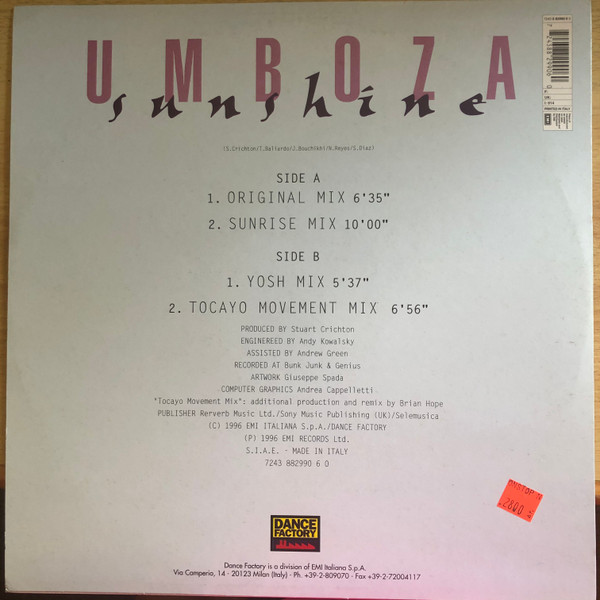 UMBOZA
sunshine
(S.Crichton/T.Baliardo/J.Bouchikhi/N.Reyes/S.Diaz)
SIDE A
1. ORIGINAL MIX 6'35"
2. SUNRISE MIX 10'00"
SIDE B
1. YOSH MIX 5'37"
2. TOCAYO MOVEMENT MIX 6'56"
PRODUCED BY Stuart Crichton
ENGINEREED BY Andy Kowalsky
ASSISTED BY Andrew Green
RECORDED AT Bunk Junk & Genius
ARTWORK Giuseppe Spada
COMPUTER GRAPHICS Andrea Cappelletti
"Tocayo Movement Mix": additional production and remix by Brian Hope
PUBLISHER Rerverb Music Ltd./Sony Music Publishing (UK)/Selemusica
(C) 1996 EMI ITALIANA S.p.A./DANCE FACTORY
(P) 1996 EMI RECORDS Ltd.
S.I.A.E. - MADE IN ITALY
7243 882990 6 0
2800
DANCE
FACTORY
Dance Factory is a division of EMI Italiana S.p.A.
Via Camperio, 14 - 20123 Milan (Italy) - Ph. +39-2-809070 - Fax +39-2-72004117